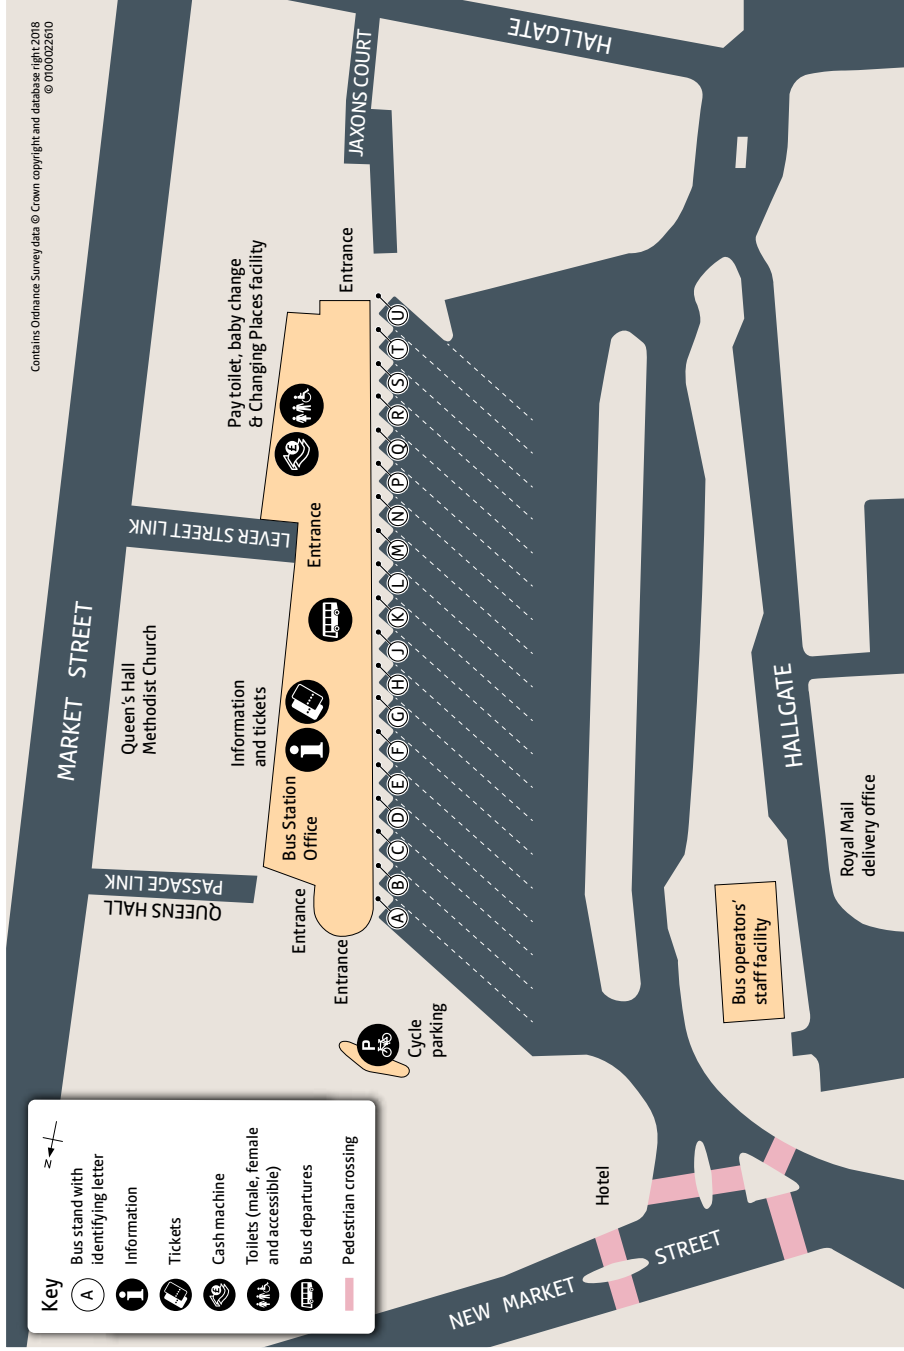 Contains Ordnance Survey data © Crown copyright and database right 2018
© 0100022610
MARKET STREET
HALLGATE
JAXONS COURT
LEVER STREET LINK
Queen's Hall
Methodist Church
QUEENS HALL
PASSAGE LINK
Pay toilet, baby change
& Changing Places facility
Entrance
Entrance
Information
and tickets
Bus Station
Office
Entrance
Entrance
£
i
P
Cycle
parking
A
B
C
D
E
F
G
H
J
K
L
M
N
P
Q
R
S
T
U
HALLGATE
Royal Mail
delivery office
Bus operators'
staff facility
Hotel
NEW MARKET STREET
Key
N
A
Bus stand with
identifying letter
i
Information
Tickets
£
Cash machine
Toilets (male, female
and accessible)
Bus departures
Pedestrian crossing